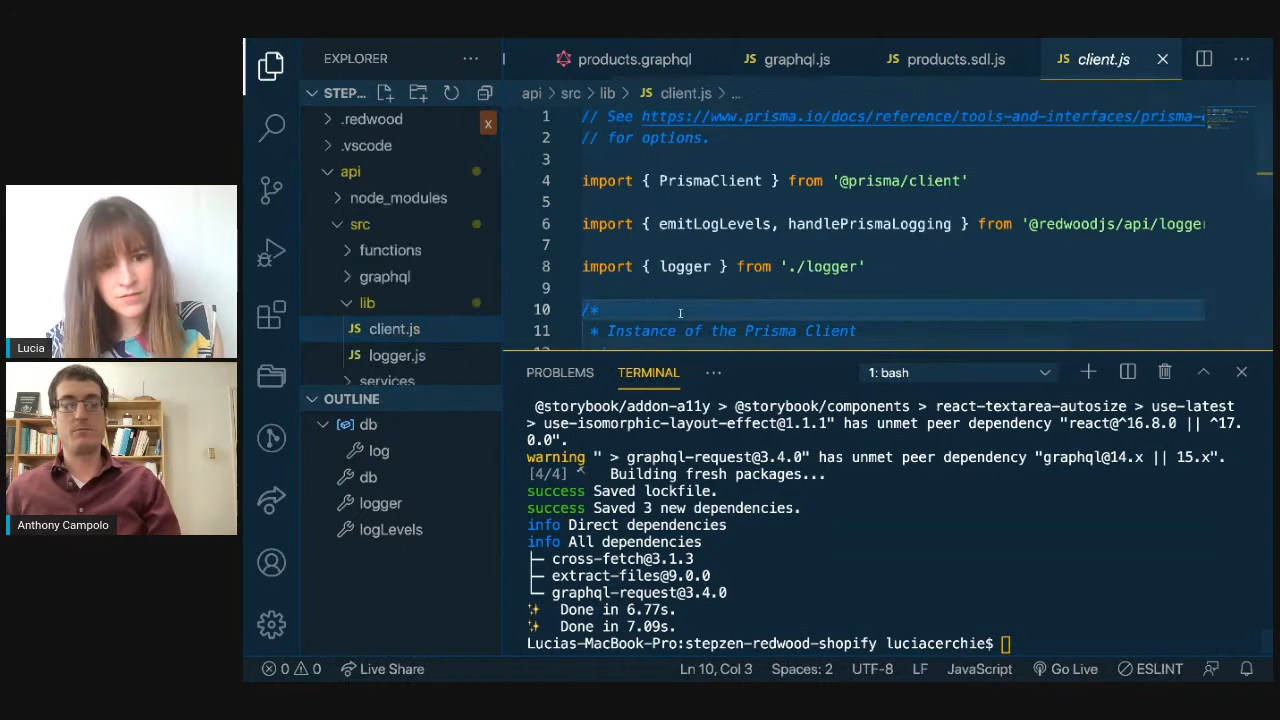 EXPLORER
products.graphql
JS graphql.js
JS products.sdl.js
JS client.js
STEP...
api > src > lib > JS client.js > ...
.redwood
x
.vscode
api
node_modules
src
functions
graphql
lib
JS client.js
JS logger.js
services
OUTLINE
db
log
db
logger
logLevels
1 // See https://www.prisma.io/docs/reference/tools-and-interfaces/prisma-
2 // for options.
3
4 import { PrismaClient } from '@prisma/client'
5
6 import { emitLogLevels, handlePrismaLogging } from '@redwoodjs/api/logge
7
8 import { logger } from './logger'
9
10 /*
11 * Instance of the Prisma Client
PROBLEMS TERMINAL ... 1: bash
@storybook/addon-a11y > @storybook/components > react-textarea-autosize > use-latest
> use-isomorphic-layout-effect@1.1.1" has unmet peer dependency "react@^16.8.0 || ^17.
0.0".
warning " > graphql-request@3.4.0" has unmet peer dependency "graphql@14.x || 15.x".
[4/4] Building fresh packages...
success Saved lockfile.
success Saved 3 new dependencies.
info Direct dependencies
info All dependencies
├─ cross-fetch@3.1.3
├─ extract-files@9.0.0
└─ graphql-request@3.4.0
✨ Done in 6.77s.
✨ Done in 7.09s.
Lucias-MacBook-Pro:stepzen-redwood-shopify luciacerchie$
0 0 Live Share Ln 10, Col 3 Spaces: 2 UTF-8 LF JavaScript Go Live ESLINT
Lucia
Anthony Campolo